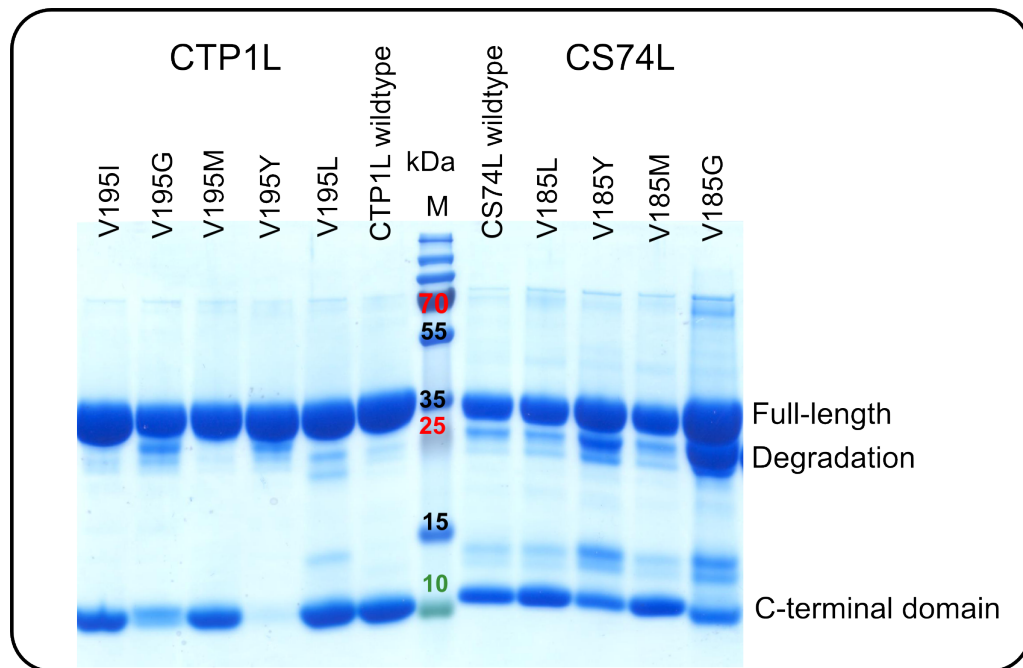 CTP1L
CS74L
V195I
V195G
V195M
V195Y
V195L
CTP1L wildtype
kDa
M
CS74L wildtype
V185L
V185Y
V185M
V185G
70
55
35
25
15
10
Full-length
Degradation
C-terminal domain